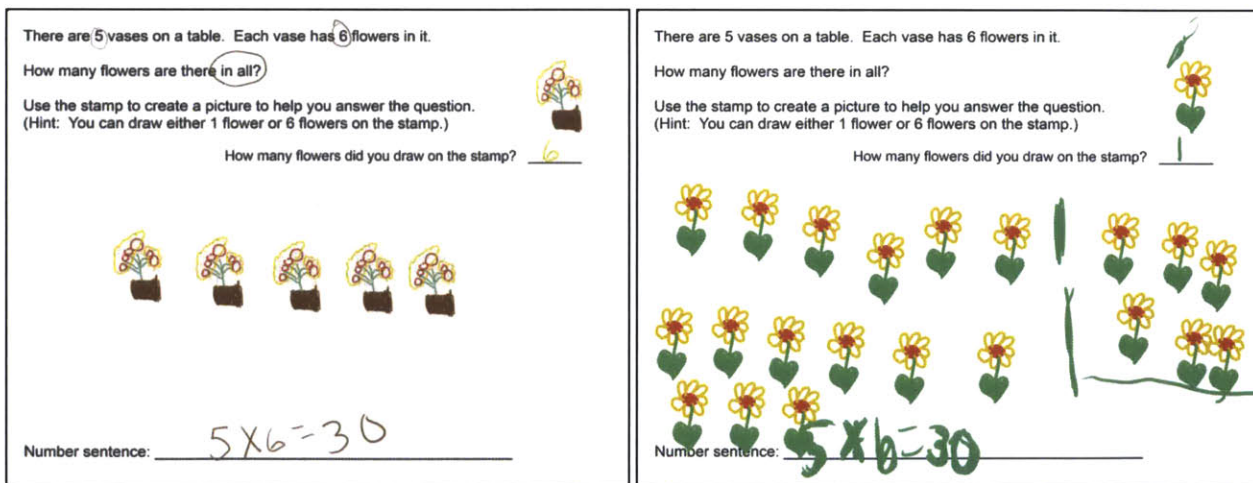 There are 5 vases on a table. Each vase has 6 flowers in it.
How many flowers are there in all?
Use the stamp to create a picture to help you answer the question.
(Hint: You can draw either 1 flower or 6 flowers on the stamp.)
How many flowers did you draw on the stamp? 6
Number sentence: 5x6=30
There are 5 vases on a table. Each vase has 6 flowers in it.
How many flowers are there in all?
Use the stamp to create a picture to help you answer the question.
(Hint: You can draw either 1 flower or 6 flowers on the stamp.)
How many flowers did you draw on the stamp? 1
Number sentence: 5x6=30